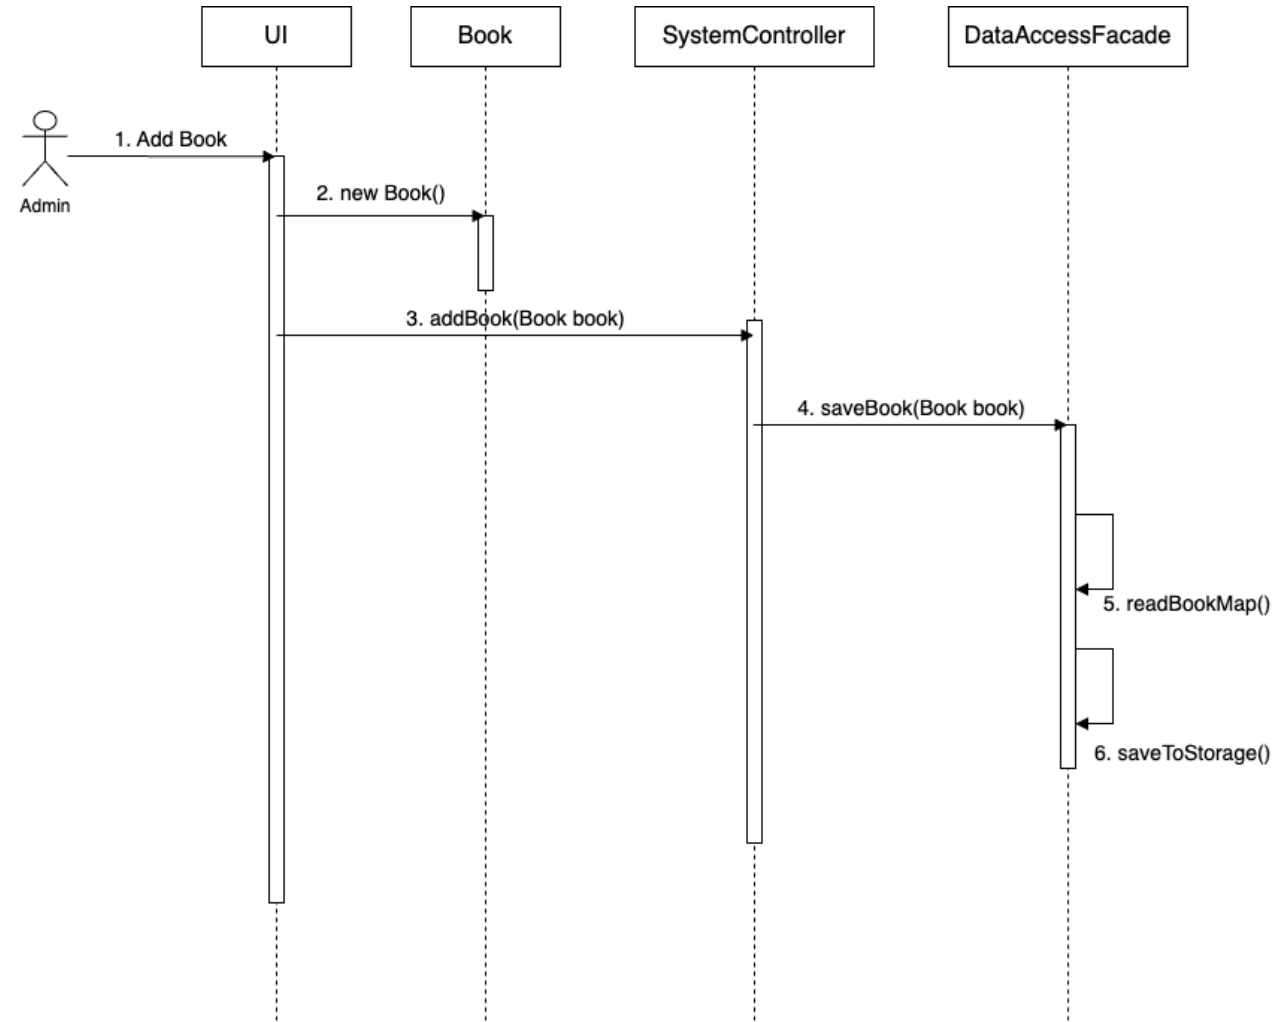 UI
Book
SystemController
DataAccessFacade
1. Add Book
Admin
2. new Book()
3. addBook(Book book)
4. saveBook(Book book)
5. readBookMap()
6. saveToStorage()